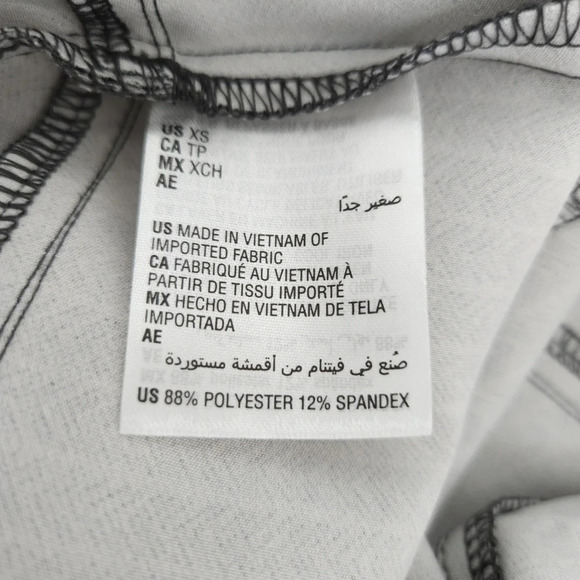 US XS
CA TP
MX XCH
AE
صغير جدًا
US MADE IN VIETNAM OF
IMPORTED FABRIC
CA FABRIQUÉ AU VIETNAM À
PARTIR DE TISSU IMPORTÉ
MX HECHO EN VIETNAM DE TELA
IMPORTADA
AE
صُنع في فيتنام من أقمشة مستوردة
US 88% POLYESTER 12% SPANDEX